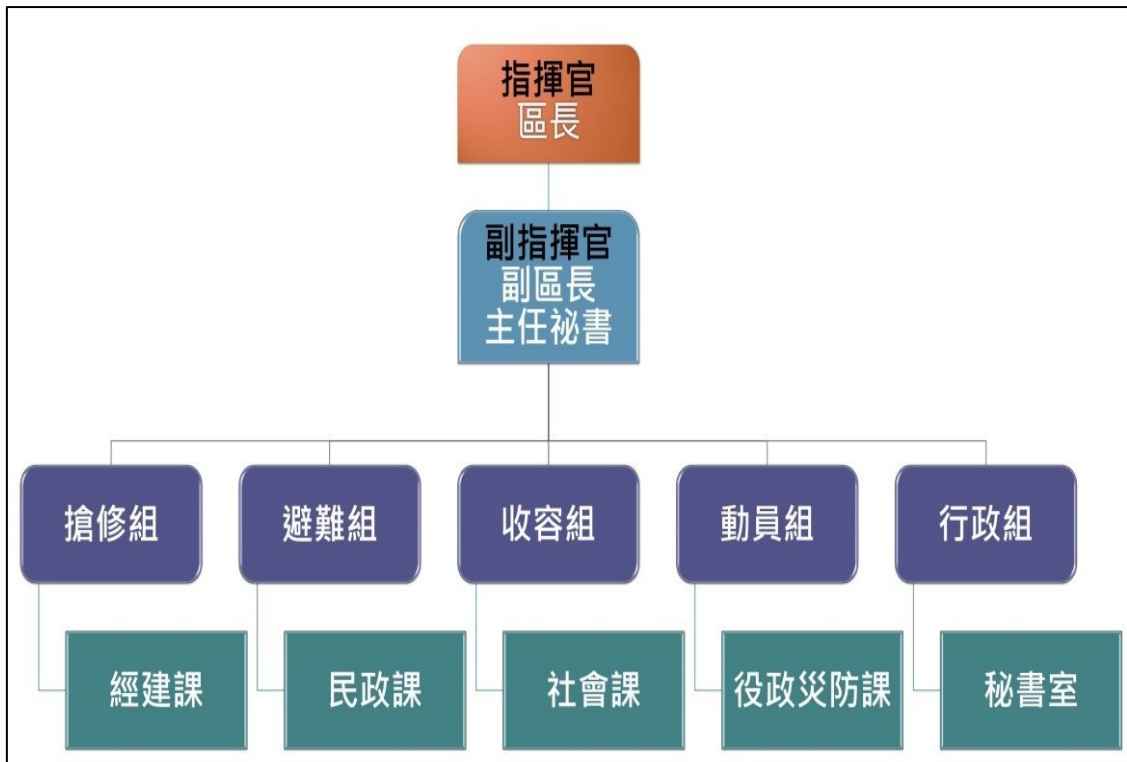 指揮官
區長
副指揮官
副區長
主任祕書
搶修組
避難組
收容組
動員組
行政組
經建課
民政課
社會課
役政災防課
秘書室